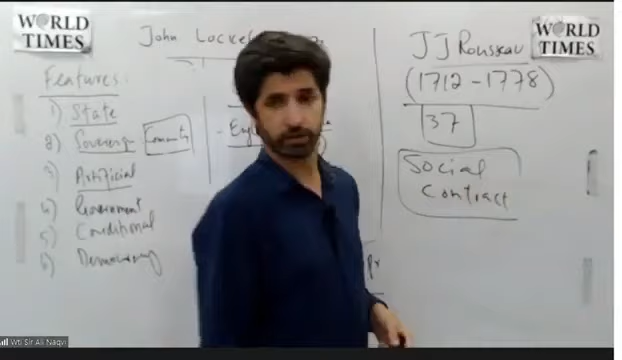 WORLD
TIMES
John Locke
Features:
1) State
2) Sovereign
Community
3) Artificial
4) Government
5) Conditional
6) Democracy
JJ Rousseau
(1712-1778)
37
Social
Contract
WORLD
TIMES
WTI Sir Ali Naqvi